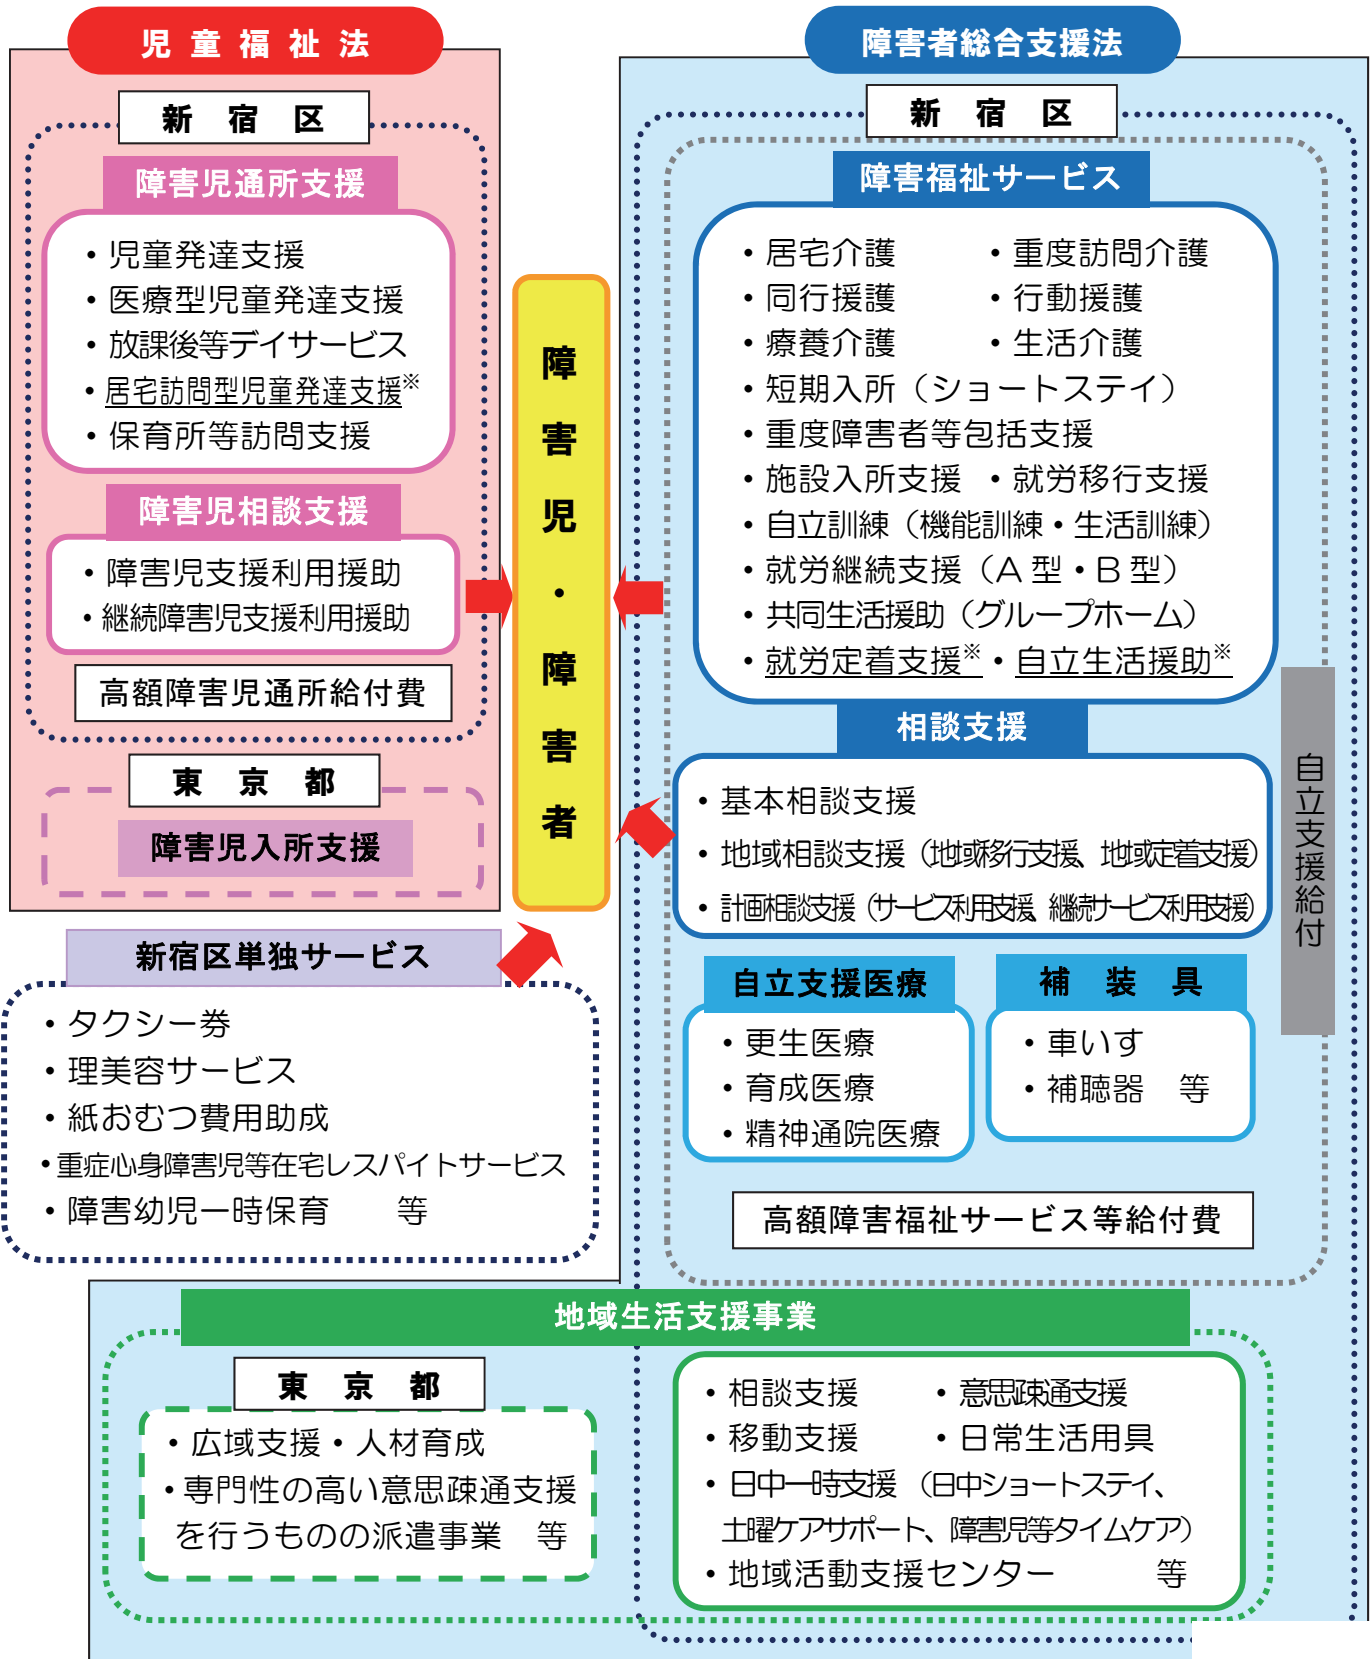 児童福祉法
新宿区
障害児通所支援
・児童発達支援
・医療型児童発達支援
・放課後等デイサービス
・居宅訪問型児童発達支援※
・保育所等訪問支援
障害児相談支援
・障害児支援利用援助
・継続障害児支援利用援助
高額障害児通所給付費
東京都
障害児入所支援
新宿区単独サービス
・タクシー券
・理美容サービス
・紙おむつ費用助成
・重症心身障害児等在宅レスパイトサービス
・障害幼児一時保育　等
障害児・障害者
障害者総合支援法
新宿区
障害福祉サービス
・居宅介護　・重度訪問介護
・同行援護　・行動援護
・療養介護　・生活介護
・短期入所（ショートステイ）
・重度障害者等包括支援
・施設入所支援　・就労移行支援
・自立訓練（機能訓練・生活訓練）
・就労継続支援（A型・B型）
・共同生活援助（グループホーム）
・就労定着支援※・自立生活援助※
相談支援
・基本相談支援
・地域相談支援（地域移行支援、地域定着支援）
・計画相談支援（サービス利用支援、継続サービス利用支援）
自立支援医療
・更生医療
・育成医療
・精神通院医療
補装具
・車いす
・補聴器　等
高額障害福祉サービス等給付費
自立支援給付
地域生活支援事業
東京都
・広域支援・人材育成
・専門性の高い意思疎通支援
を行うものの派遣事業　等
・相談支援　・意思疎通支援
・移動支援　・日常生活用具
・日中一時支援（日中ショートステイ、
土曜ケアサポート、障害児等タイムケア）
・地域活動支援センター　等